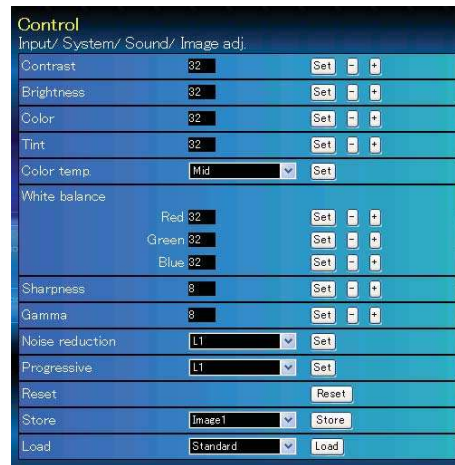 Control
Input/ System/ Sound/ Image adj.
Contrast 32 Set - +
Brightness 32 Set - +
Color 32 Set - +
Tint 32 Set - +
Color temp. Mid Set
White balance
Red 32 Set - +
Green 32 Set - +
Blue 32 Set - +
Sharpness 8 Set - +
Gamma 8 Set - +
Noise reduction L1 Set
Progressive L1 Set
Reset Reset
Store Image1 Store
Load Standard Load